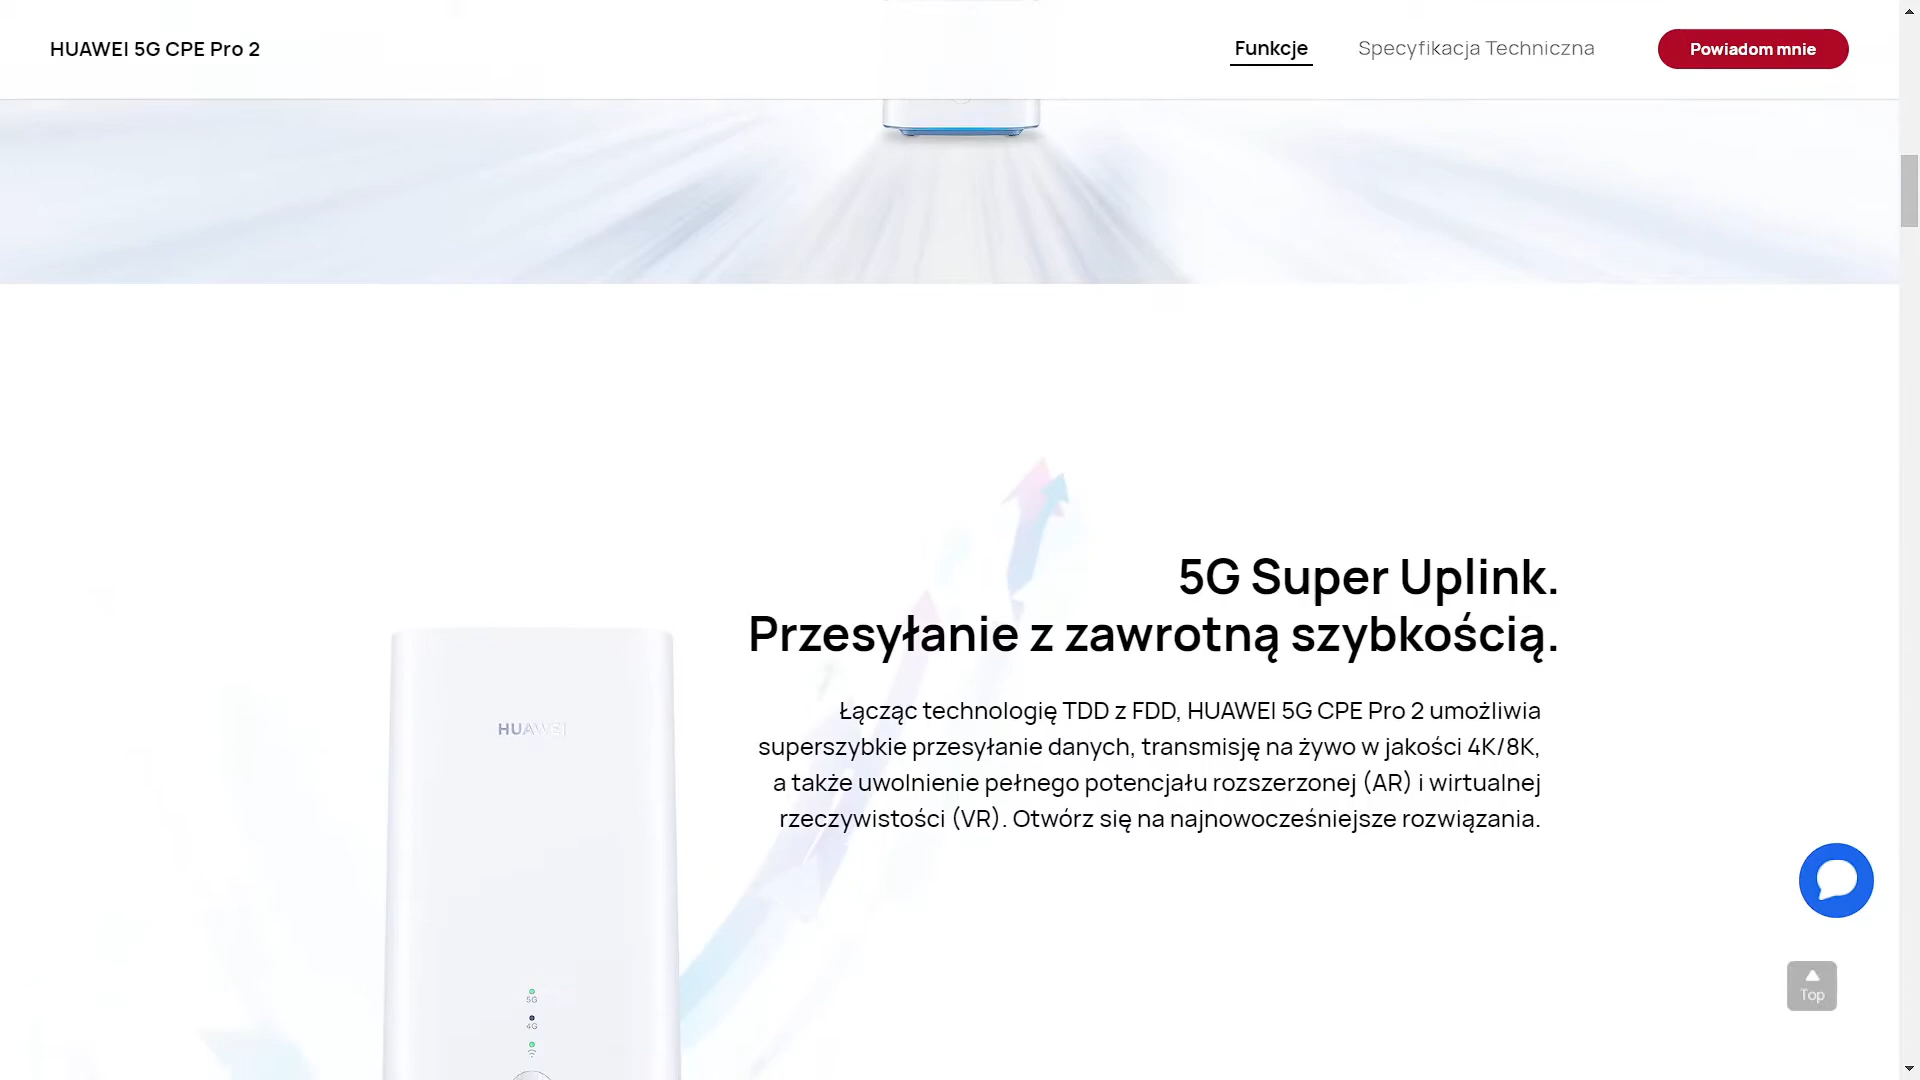 HUAWEI 5G CPE Pro 2
Funkcje
Specyfikacja Techniczna
Powiadom mnie
5G Super Uplink.
Przesyłanie z zawrotną szybkością.
Łącząc technologię TDD z FDD, HUAWEI 5G CPE Pro 2 umożliwia
superszybkie przesyłanie danych, transmisję na żywo w jakości 4K/8K,
a także uwolnienie pełnego potencjału rozszerzonej (AR) i wirtualnej
rzeczywistości (VR). Otwórz się na najnowocześniejsze rozwiązania.
HUAWEI
5G
4G
Top